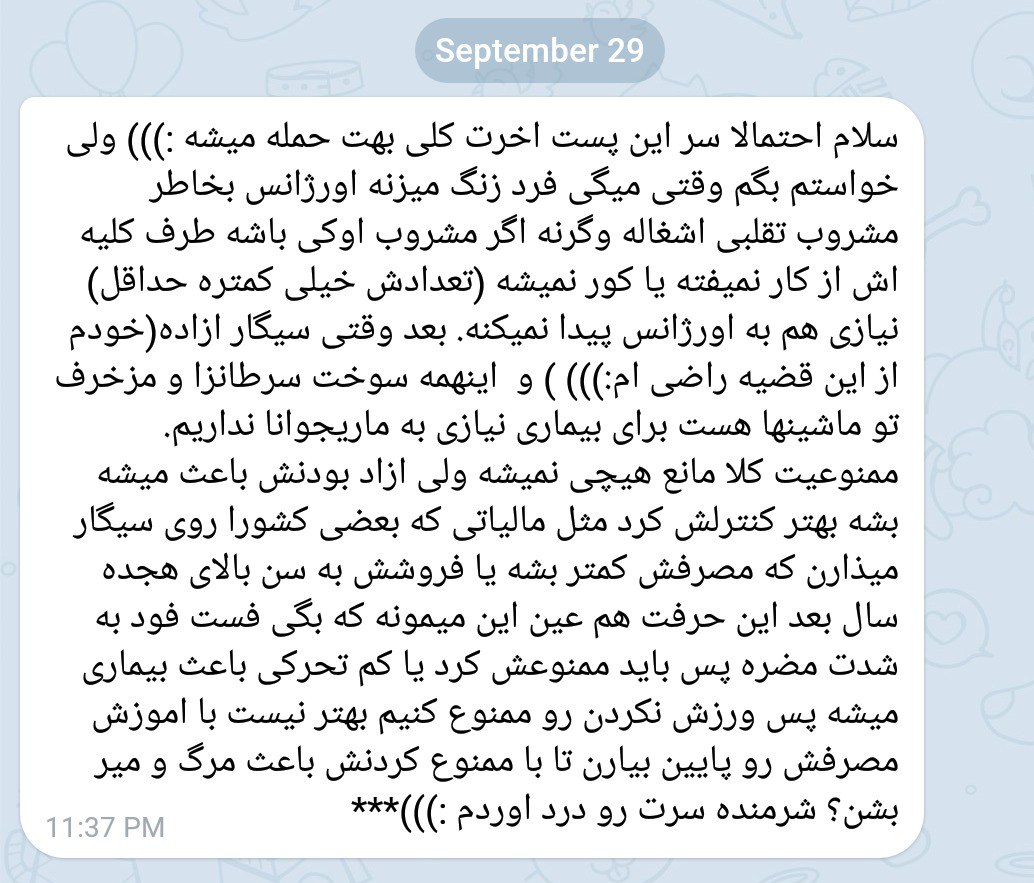 September 29
سلام احتمالا سر این پست اخرت کلی بهت حمله میشه :))) ولی
خواستم بگم وقتی میگی فرد زنگ میزنه اورژانس بخاطر
مشروب تقلبی اشغاله وگرنه اگر مشروب اوکی باشه طرف کلیه
اش از کار نمیفته یا کور نمیشه (تعدادش خیلی کمتره حداقل)
نیازی هم به اورژانس پیدا نمیکنه. بعد وقتی سیگار ازاده(خودم
از این قضیه راضی ام:))) ) و اینهمه سوخت سرطانزا و مزخرف
تو ماشینها هست برای بیماری نیازی به ماریجوانا نداریم.
ممنوعیت کلا مانع هیچی نمیشه ولی ازاد بودنش باعث میشه
بشه بهتر کنترلش کرد مثل مالیاتی که بعضی کشورا روی سیگار
میذارن که مصرفش کمتر بشه یا فروشش به سن بالای هجده
سال بعد این حرفت هم عین این میمونه که بگی فست فود به
شدت مضره پس باید ممنوعش کرد یا کم تحرکی باعث بیماری
میشه پس ورزش نکردن رو ممنوع کنیم بهتر نیست با اموزش
مصرفش رو پایین بیارن تا با ممنوع کردنش باعث مرگ و میر
بشن؟ شرمنده سرت رو درد اوردم :)))***
11:37 PM